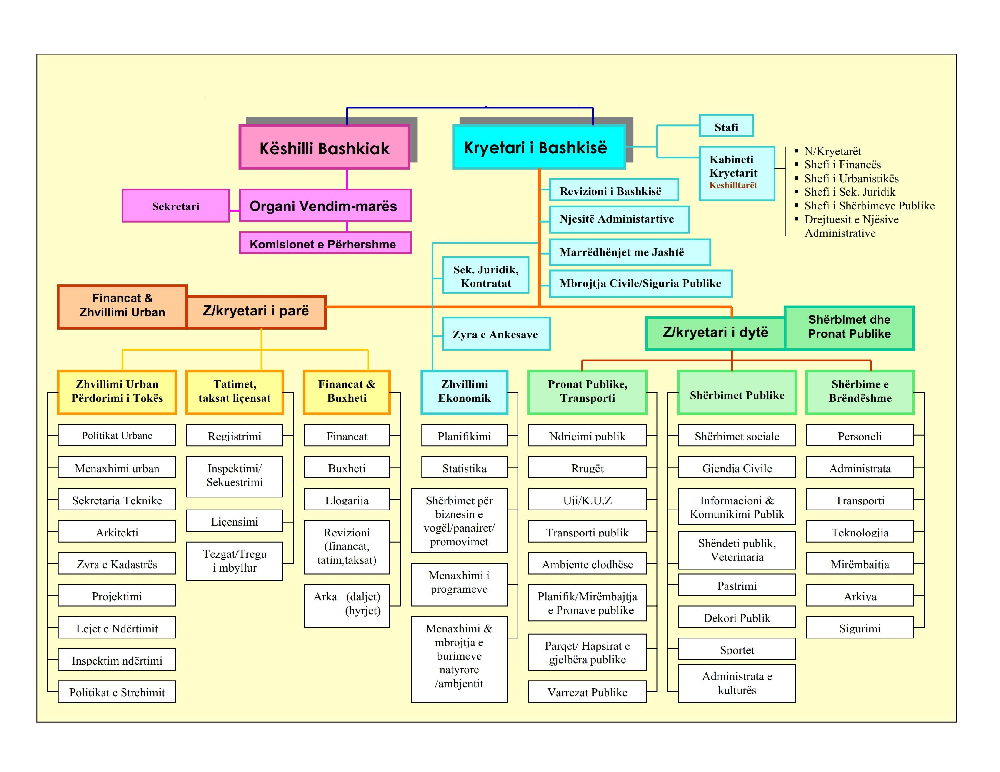 Këshilli Bashkiak
Kryetari i Bashkisë
Stafi
Kabineti
Kryetarit
Keshilltarët
▪ N/Kryetarët
▪ Shefi i Financës
▪ Shefi i Urbanistikës
▪ Shefi i Sek. Juridik
▪ Shefi i Shërbimeve Publike
▪ Drejtuesit e Njësive
Administrative
Sekretari
Organi Vendim-marës
Komisionet e Përhershme
Revizioni i Bashkisë
Njesitë Administartive
Marrëdhënjet me Jashtë
Mbrojtja Civile/Siguria Publike
Sek. Juridik,
Kontratat
Zyra e Ankesave
Financat &
Zhvillimi Urban
Z/kryetari i parë
Z/kryetari i dytë
Shërbimet dhe
Pronat Publike
Zhvillimi Urban
Përdorimi i Tokës
Politikat Urbane
Menaxhimi urban
Sekretaria Teknike
Arkitekti
Zyra e Kadastrës
Projektimi
Lejet e Ndërtimit
Inspektim ndërtimi
Politikat e Strehimit
Tatimet,
taksat liçensat
Regjistrimi
Inspektimi/
Sekuestrimi
Liçensimi
Tezgat/Tregu
i mbyllur
Financat &
Buxheti
Financat
Buxheti
Llogarija
Revizioni
(financat,
tatim,taksat)
Arka (daljet)
(hyrjet)
Zhvillimi
Ekonomik
Planifikimi
Statistika
Shërbimet për
biznesin e
vogël/panairet/
promovimet
Menaxhimi i
programeve
Menaxhimi &
mbrojtja e
burimeve
natyrore
/ambjentit
Pronat Publike,
Transporti
Ndriçimi publik
Rrugët
Uji/K.U.Z
Transporti publik
Ambjente çlodhëse
Planifik/Mirëmbajtja
e Pronave publike
Parqet/ Hapsirat e
gjelbëra publike
Varrezat Publike
Shërbimet Publike
Shërbimet sociale
Gjendja Civile
Informacioni &
Komunikimi Publik
Shëndeti publik,
Veterinaria
Pastrimi
Dekori Publik
Sportet
Administrata e
kulturës
Shërbime e
Brëndëshme
Personeli
Administrata
Transporti
Teknologjia
Mirëmbajtja
Arkiva
Sigurimi